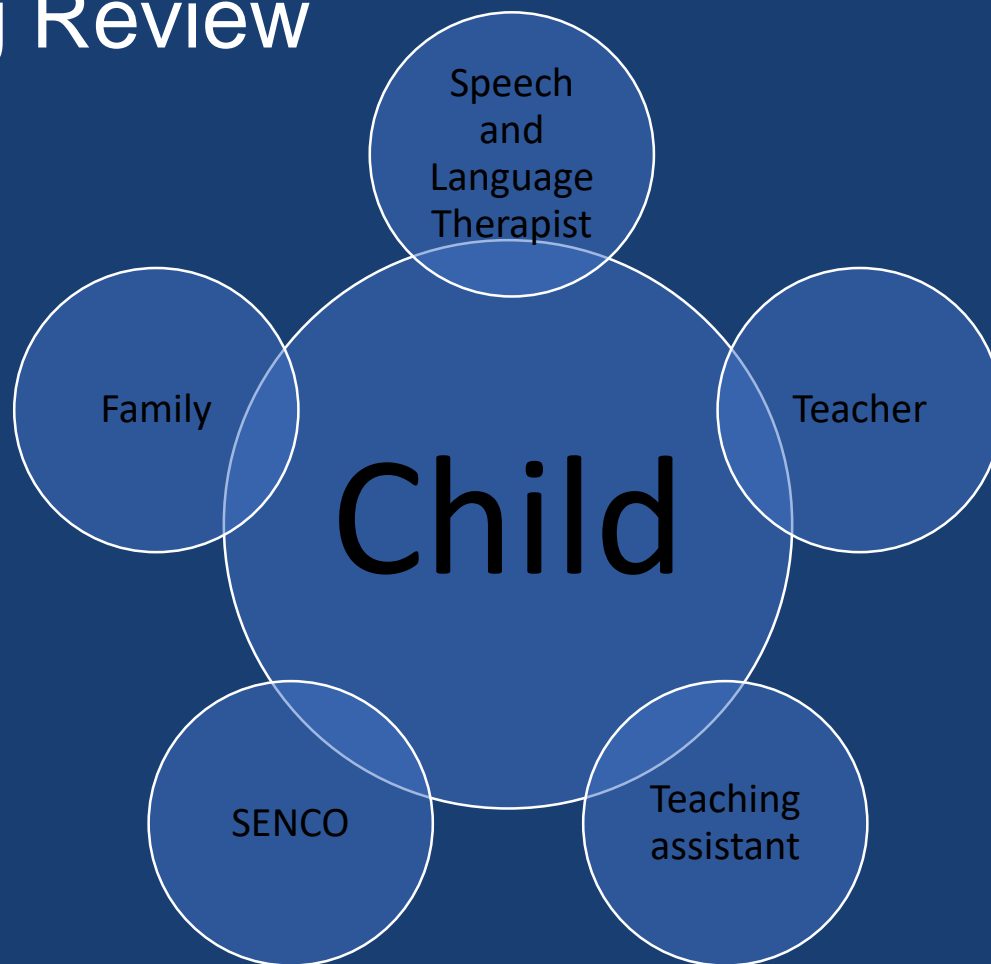 Review
Speech
and
Language
Therapist
Family
Teacher
Child
SENCO
Teaching
assistant